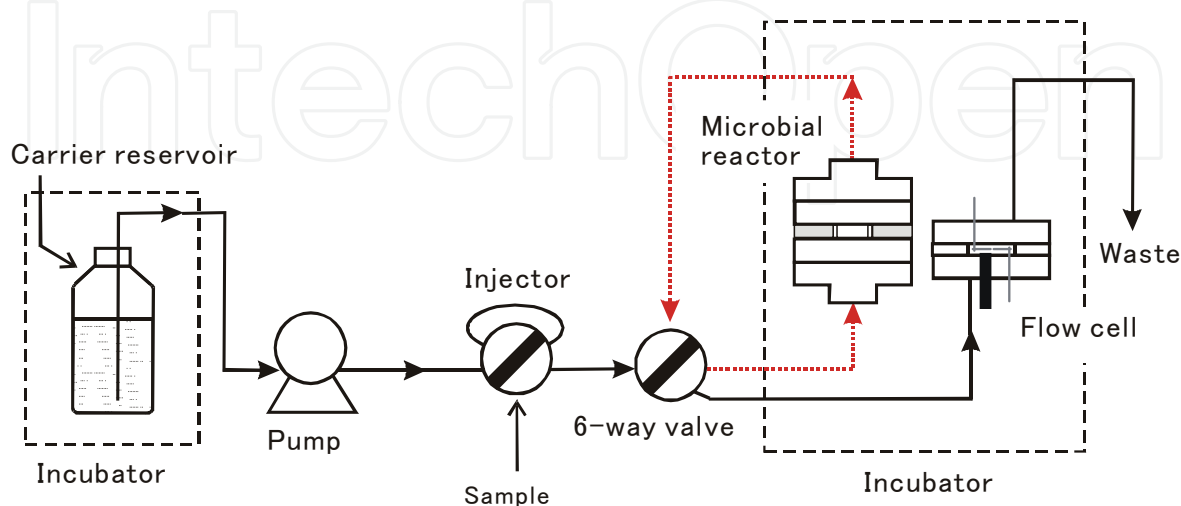 IntechOpen
Carrier reservoir
Microbial
reactor
Injector
Waste
Flow cell
Pump
6-way valve
Incubator
Sample
Incubator